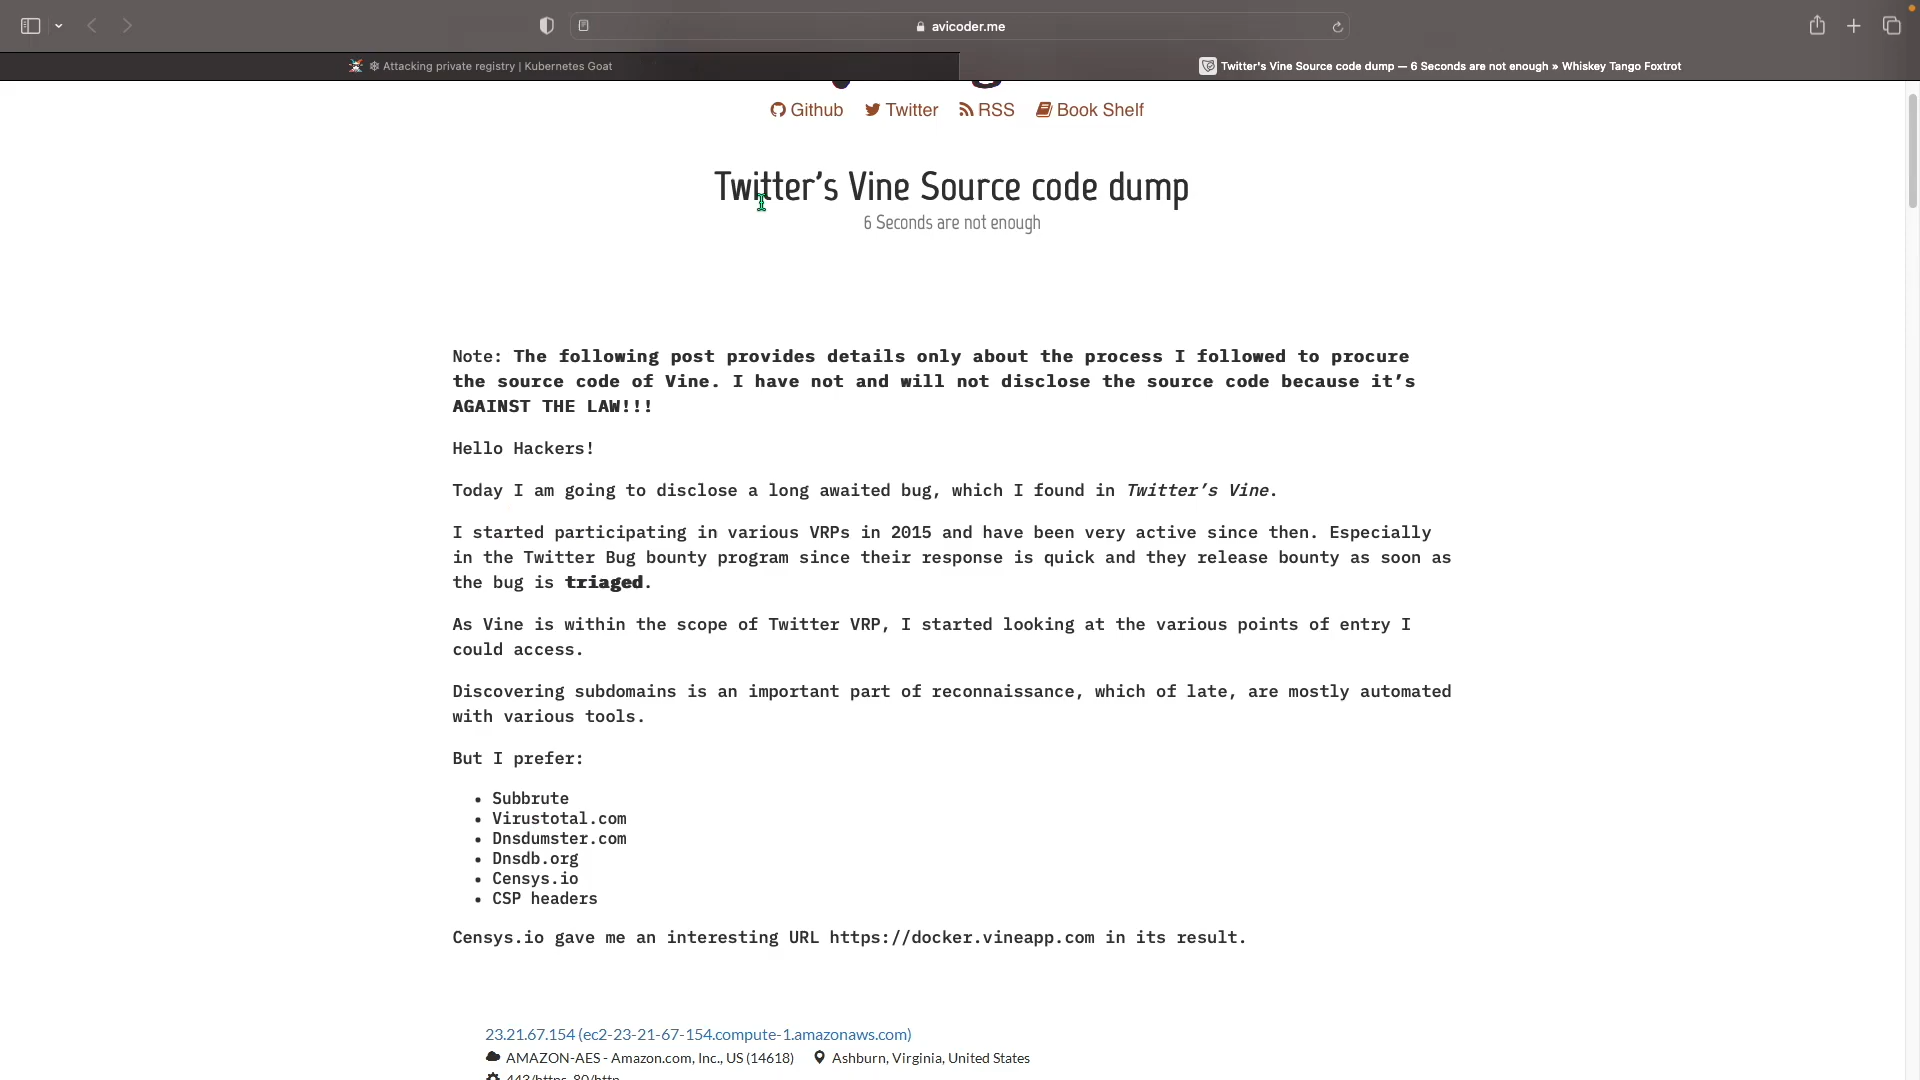 avicoder.me
Attacking private registry | Kubernetes Goat
Twitter's Vine Source code dump — 6 Seconds are not enough » Whiskey Tango Foxtrot
Github Twitter RSS Book Shelf
Twitter’s Vine Source code dump
6 Seconds are not enough
Note: The following post provides details only about the process I followed to procure
the source code of Vine. I have not and will not disclose the source code because it’s
AGAINST THE LAW!!!
Hello Hackers!
Today I am going to disclose a long awaited bug, which I found in Twitter’s Vine.
I started participating in various VRPs in 2015 and have been very active since then. Especially
in the Twitter Bug bounty program since their response is quick and they release bounty as soon as
the bug is triaged.
As Vine is within the scope of Twitter VRP, I started looking at the various points of entry I
could access.
Discovering subdomains is an important part of reconnaissance, which of late, are mostly automated
with various tools.
But I prefer:
• Subbrute
• Virustotal.com
• Dnsdumster.com
• Dnsdb.org
• Censys.io
• CSP headers
Censys.io gave me an interesting URL https://docker.vineapp.com in its result.
23.21.67.154 (ec2-23-21-67-154.compute-1.amazonaws.com)
AMAZON-AES - Amazon.com, Inc., US (14618) Ashburn, Virginia, United States
443/https, 80/http